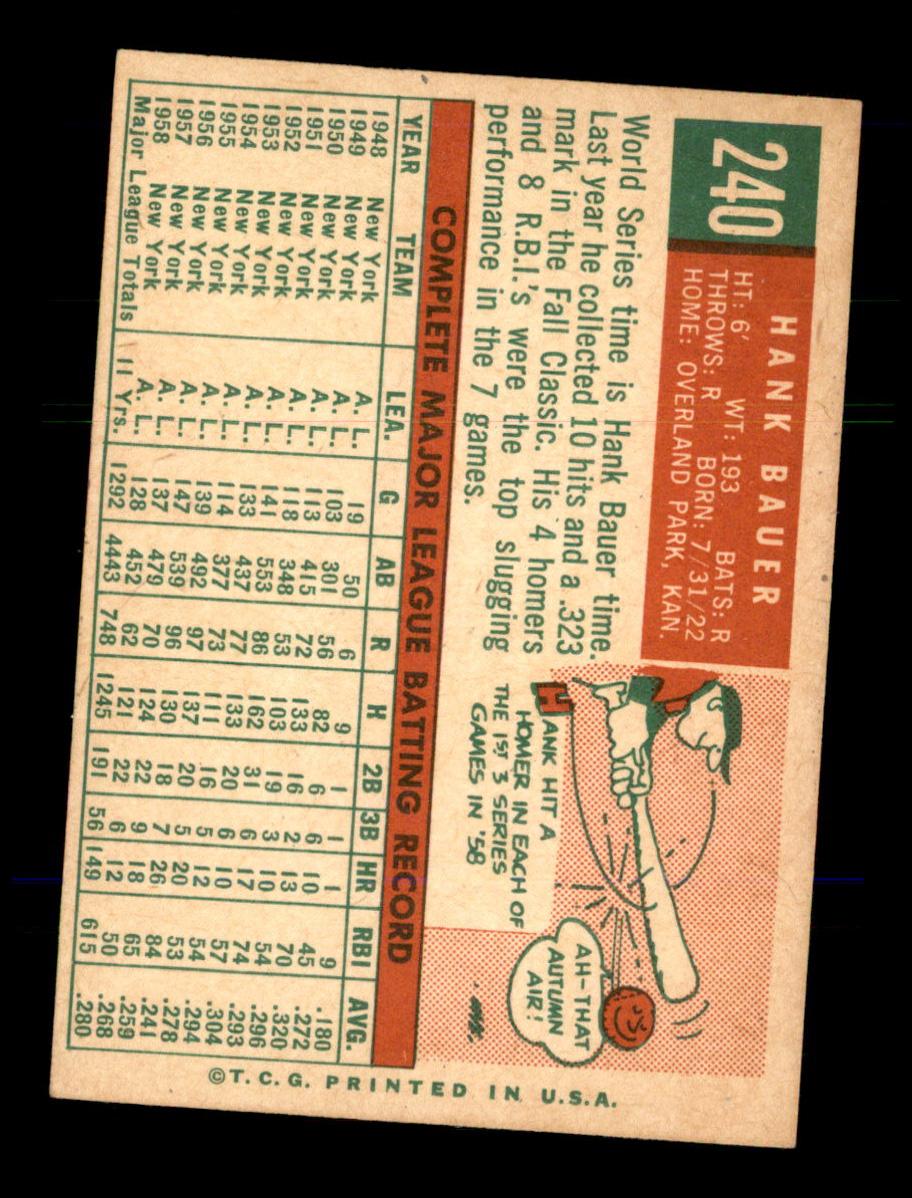 240
HANK BAUER
HT: 6' WT: 193 BATS: R
THROWS: R BORN: 7/31/22
HOME: OVERLAND PARK, KAN.
World Series time is Hank Bauer time.
Last year he collected 10 hits and a .323
mark in the Fall Classic. His 4 homers
and 8 R.B.I.'s were the top slugging
performance in the 7 games.
HANK HIT A
HOMER IN EACH OF
THE 1ST 3 SERIES
GAMES IN '58
AH-THAT
AUTUMN
AIR!
COMPLETE MAJOR LEAGUE BATTING RECORD
YEAR TEAM LEA. G AB R H 2B 3B HR RBI AVG.
1948 New York A. L. 19 50 6 9 1 1 1 9 .180
1949 New York A. L. 103 301 56 82 6 6 10 45 .272
1950 New York A. L. 113 415 72 133 16 2 13 70 .320
1951 New York A. L. 118 348 53 103 19 3 10 54 .296
1952 New York A. L. 141 553 86 162 31 6 17 74 .293
1953 New York A. L. 133 437 77 133 20 6 10 57 .304
1954 New York A. L. 114 377 73 111 16 5 12 54 .294
1955 New York A. L. 139 492 97 137 20 5 20 53 .278
1956 New York A. L. 147 539 96 130 18 7 26 84 .241
1957 New York A. L. 137 479 70 124 22 9 18 65 .259
1958 New York A. L. 128 452 62 121 22 6 12 50 .268
Major League Totals 11 Yrs. 1292 4443 748 1245 191 56 149 615 .280
©T.C.G. PRINTED IN U.S.A.